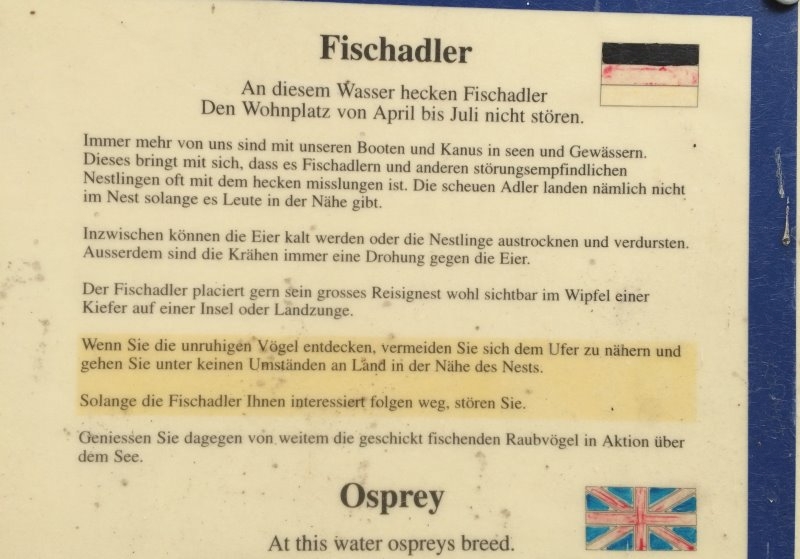 Fischadler
An diesem Wasser hecken Fischadler
Den Wohnplatz von April bis Juli nicht stören.
Immer mehr von uns sind mit unseren Booten und Kanus in seen und Gewässern.
Dieses bringt mit sich, dass es Fischadlern und anderen störungsempfindlichen
Nestlingen oft mit dem hecken misslungen ist. Die scheuen Adler landen nämlich nicht
im Nest solange es Leute in der Nähe gibt.
Inzwischen können die Eier kalt werden oder die Nestlinge austrocknen und verdursten.
Ausserdem sind die Krähen immer eine Drohung gegen die Eier.
Der Fischadler placiert gern sein grosses Reisignest wohl sichtbar im Wipfel einer
Kiefer auf einer Insel oder Landzunge.
Wenn Sie die unruhigen Vögel entdecken, vermeiden Sie sich dem Ufer zu nähern und
gehen Sie unter keinen Umständen an Land in der Nähe des Nests.
Solange die Fischadler Ihnen interessiert folgen weg, stören Sie.
Geniessen Sie dagegen von weitem die geschickt fischenden Raubvögel in Aktion über
dem See.
Osprey
At this water ospreys breed.